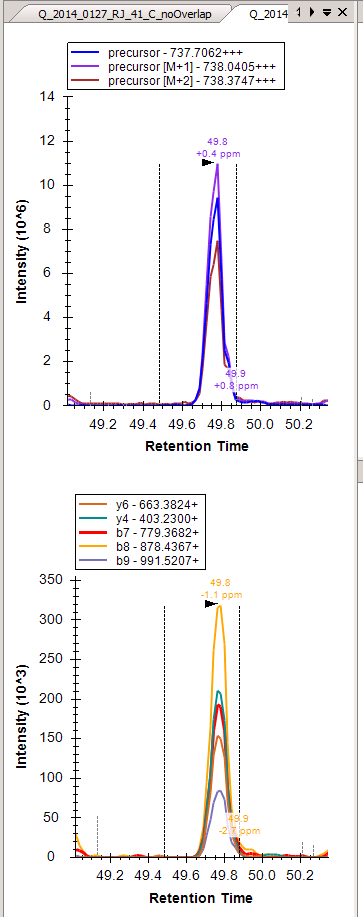 Q_2014_0127_RJ_41_C_noOverlap
Q_2014_
precursor - 737.7062+++
precursor [M+1] - 738.0405+++
precursor [M+2] - 738.3747+++
14
12
10
8
6
4
2
0
Intensity (10^6)
49.8
+0.4 ppm
49.9
+0.8 ppm
49.2
49.4
49.6
49.8
50.0
50.2
Retention Time
y6 - 663.3824+
y4 - 403.2300+
b7 - 779.3682+
b8 - 878.4367+
b9 - 991.5207+
350
300
250
200
150
100
50
0
Intensity (10^3)
49.8
-1.1 ppm
49.9
-2.7 ppm
49.2
49.4
49.6
49.8
50.0
50.2
Retention Time